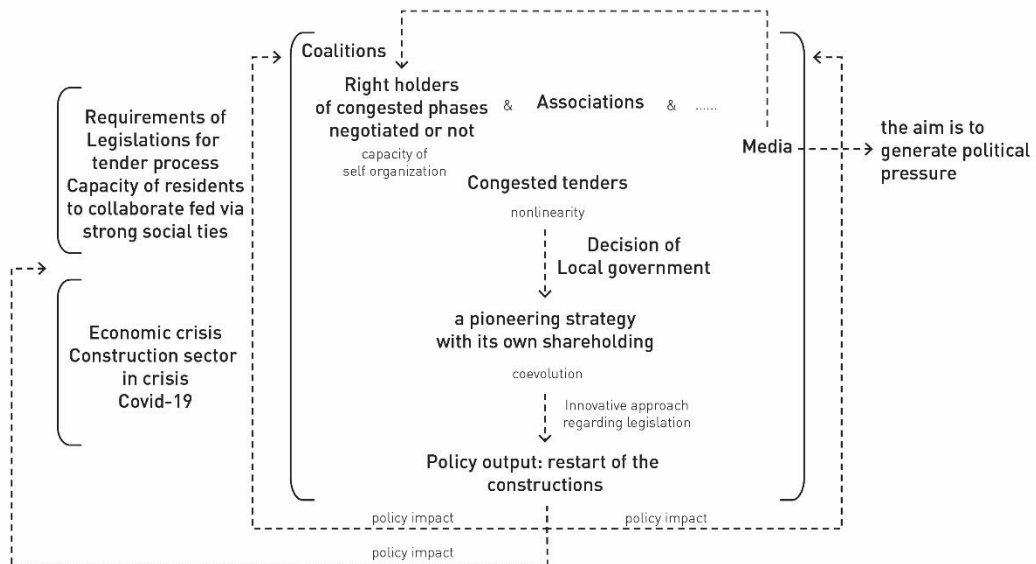 Coalitions
Right holders
of congested phases
negotiated or not
& Associations & ......
capacity of
self organization
Media
the aim is to
generate political
pressure
Requirements of
Legislations for
tender process
Capacity of residents
to collaborate fed via
strong social ties
Congested tenders
nonlinearity
Decision of
Local government
a pioneering strategy
with its own shareholding
coevolution
Economic crisis
Construction sector
in crisis
Covid-19
Innovative approach
regarding legislation
Policy output: restart of the
constructions
policy impact
policy impact
policy impact